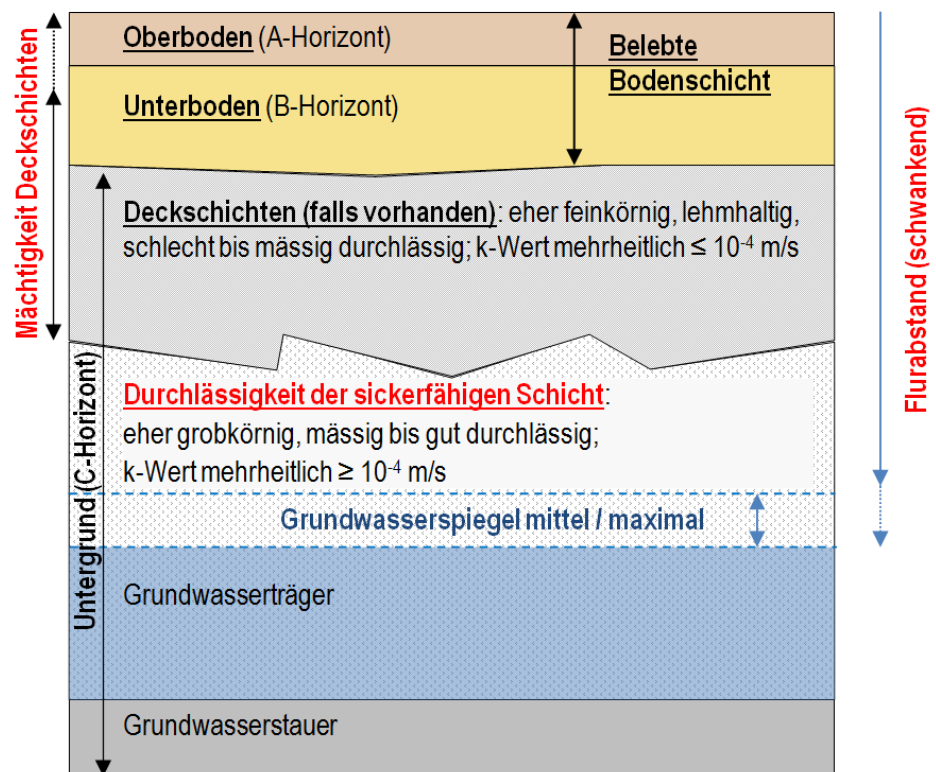 Oberboden (A-Horizont)
Belebte
Bodenschicht
Unterboden (B-Horizont)
Mächtigkeit Deckschichten
Flurabstand (schwankend)
Deckschichten (falls vorhanden): eher feinkörnig, lehmhaltig,
schlecht bis mässig durchlässig; k-Wert mehrheitlich ≤ 10⁻⁴ m/s
Durchlässigkeit der sickerfähigen Schicht:
eher grobkörnig, mässig bis gut durchlässig;
k-Wert mehrheitlich ≥ 10⁻⁴ m/s
Untergrund (C-Horizont)
Grundwasserspiegel mittel / maximal
Grundwasserträger
Grundwasserstauer